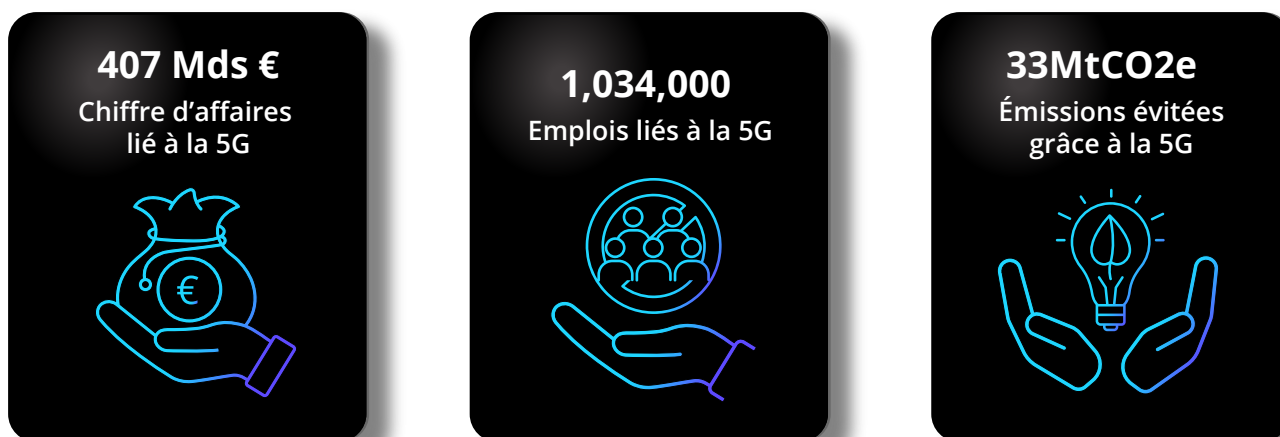 407 Mds €
Chiffre d’affaires
lié à la 5G
€
1,034,000
Emplois liés à la 5G
33MtCO2e
Émissions évitées
grâce à la 5G